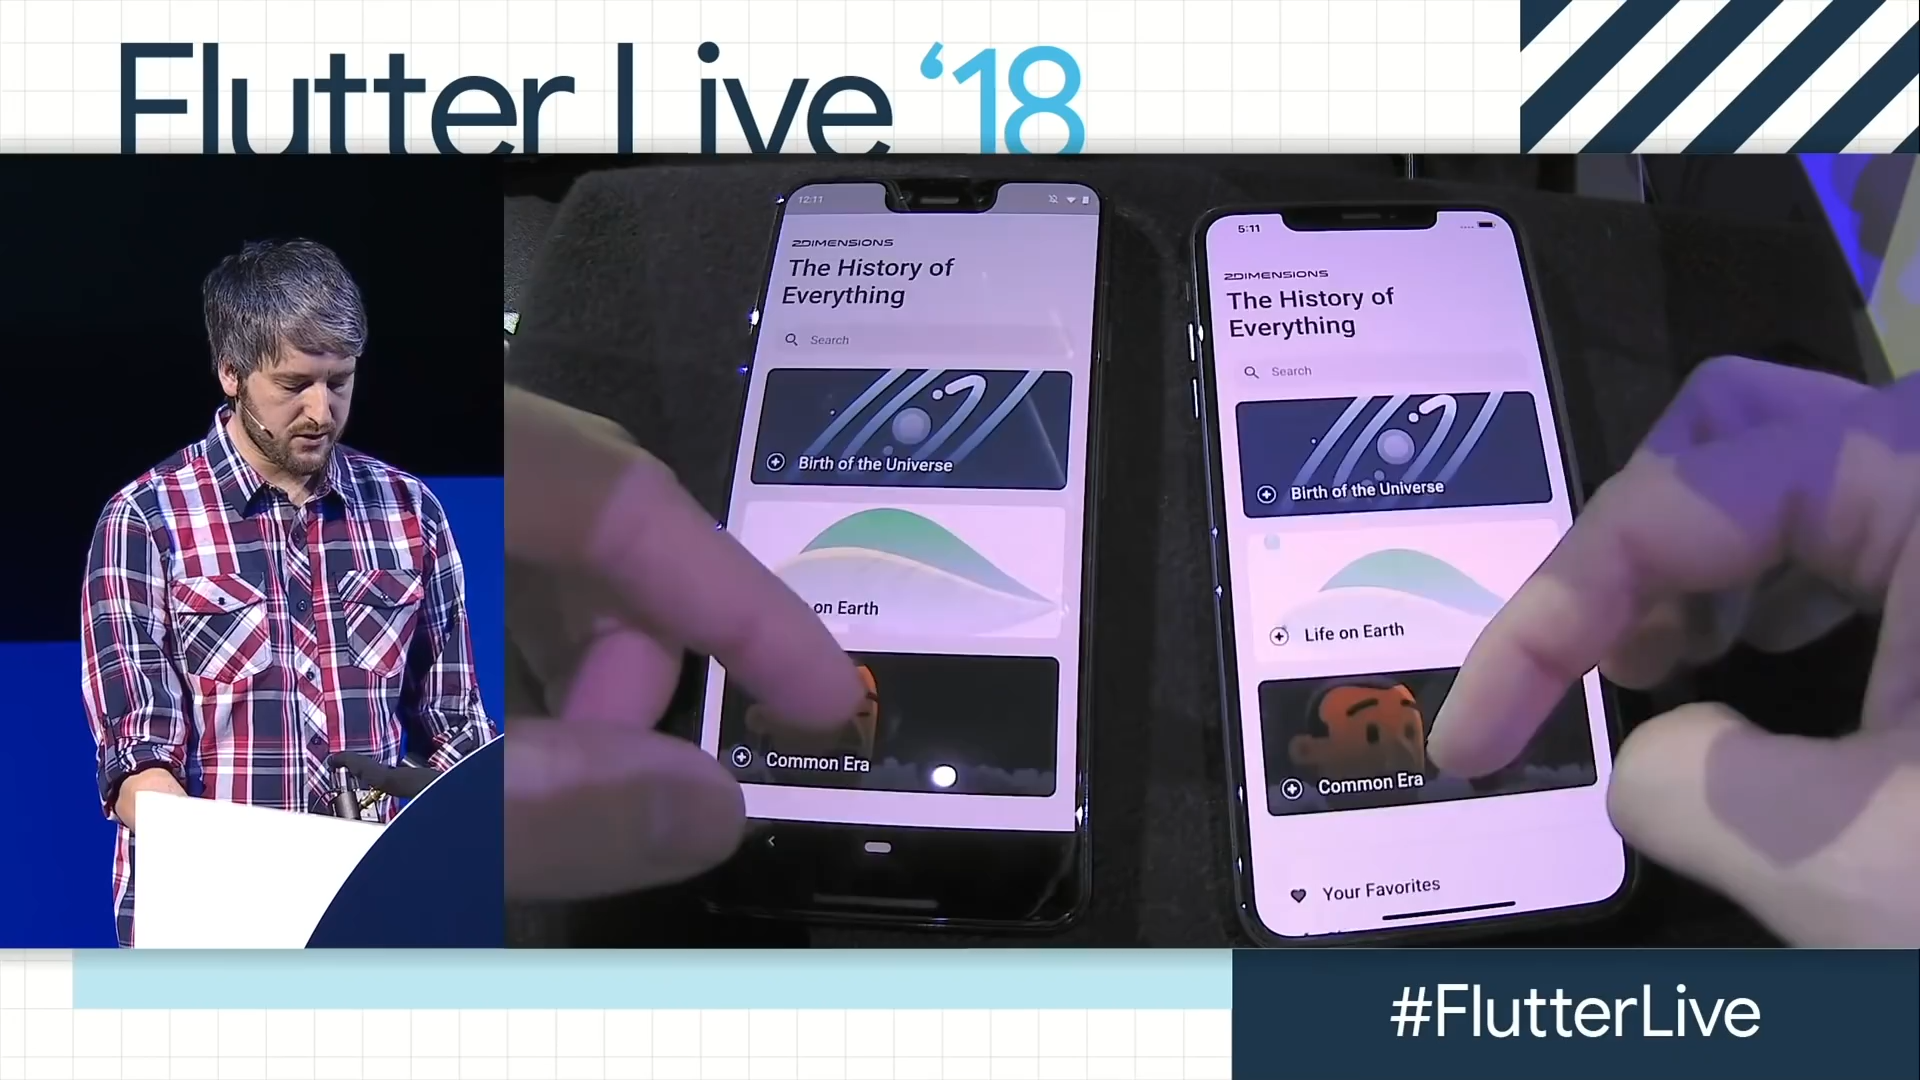 Flutter Live ‘18
12:11
2DIMENSIONS
The History of
Everything
Search
Birth of the Universe
on Earth
Common Era
5:11
2DIMENSIONS
The History of
Everything
Search
Birth of the Universe
Life on Earth
Common Era
Your Favorites
#FlutterLive